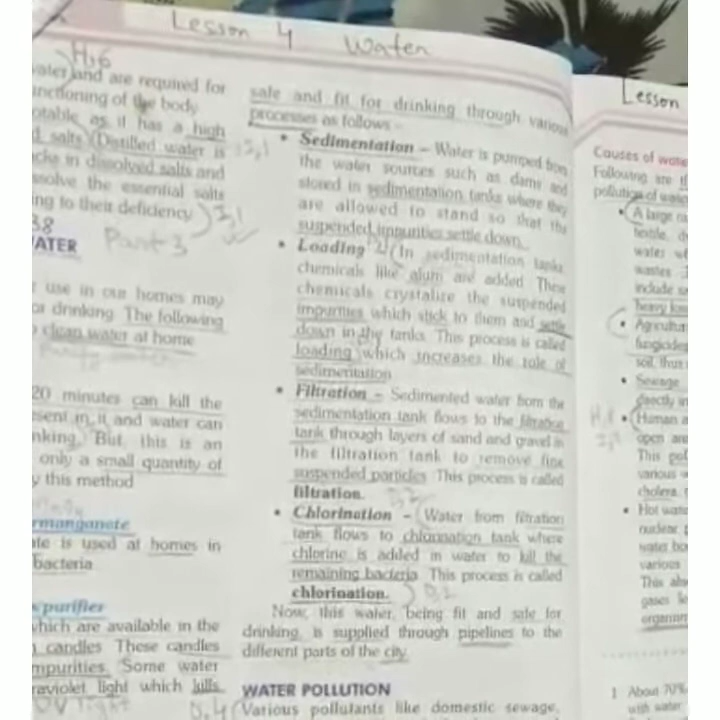 Lesson 4 Water
H.6
water and are required for
functioning of the body
potable as it has a high
d salts (Distilled water is
lacks in dissolved salts and
dissolve the essential salts
ing to their deficiency
38
WATER Part 3
r use in our homes may
or drinking The following
clean water at home
20 minutes can kill the
sent in it and water can
nking. But, this is an
only a small quantity of
y this method
rmanganate
ate is used at homes in
bacteria
purifier
which are available in the
candles These candles
mpurities. Some water
raviolet light which kills
UV light
safe and fit for drinking through various
processes as follows -
• Sedimentation – Water is pumped from
the water sources such as dams and
stored in sedimentation tanks where they
are allowed to stand so that the
suspended impurities settle down.
• Loading (In sedimentation tanks
chemicals like alum are added These
chemicals crystalize the suspended
impurities which stick to them and settle
down in the tanks. This process is called
loading which increases the rate of
sedimentation
• Filtration – Sedimented water from the
sedimentation tank flows to the filtration
tank through layers of sand and gravel in
the filtration tank to remove fine
suspended particles This process is called
filtration.
• Chlorination – Water from filtration
tank flows to chlorination tank where
chlorine is added in water to kill the
remaining bacteria This process is called
chlorination.
Now, this water, being fit and safe for
drinking, is supplied through pipelines to the
different parts of the city.
WATER POLLUTION
(Various pollutants like domestic sewage,
Lesson
Causes of wate
Following are th
pollution of water
• A large nu
textile, d
water wi
wastes
include s
heavy
• Agricultur
fungicides
soil, thus
• Sewage
directly in
• Human a
open are
This pol
various
cholera,
• Hot wate
nuclear p
water bo
various
This also
gases le
organism
1 About 70%
with water